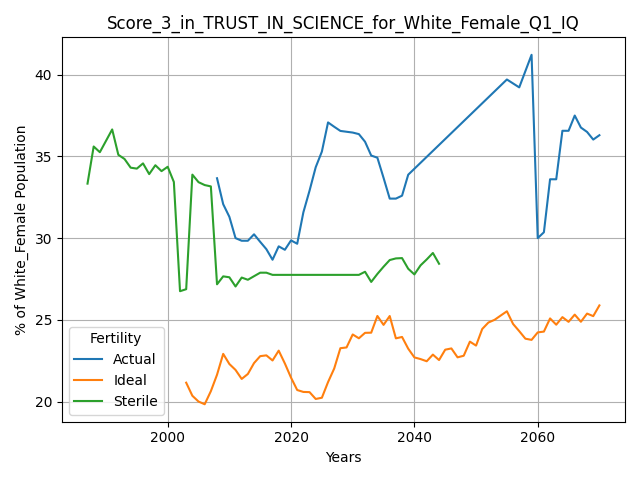 Score_3_in_TRUST_IN_SCIENCE_for_White_Female_Q1_IQ
% of White_Female Population
40
35
30
25
20
Fertility
Actual
Ideal
Sterile
2000
2020
2040
2060
Years